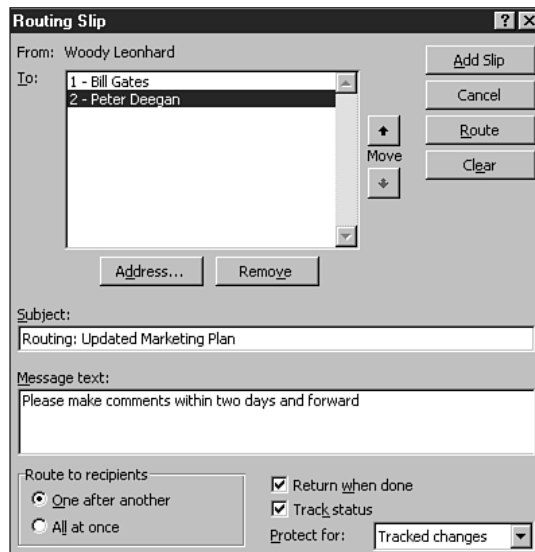 Routing Slip
From: Woody Leonhard
To:
1 - Bill Gates
2 - Peter Deegan
Move
Add Slip
Cancel
Route
Clear
Address...
Remove
Subject:
Routing: Updated Marketing Plan
Message text:
Please make comments within two days and forward
Route to recipients
One after another
All at once
Return when done
Track status
Protect for:
Tracked changes